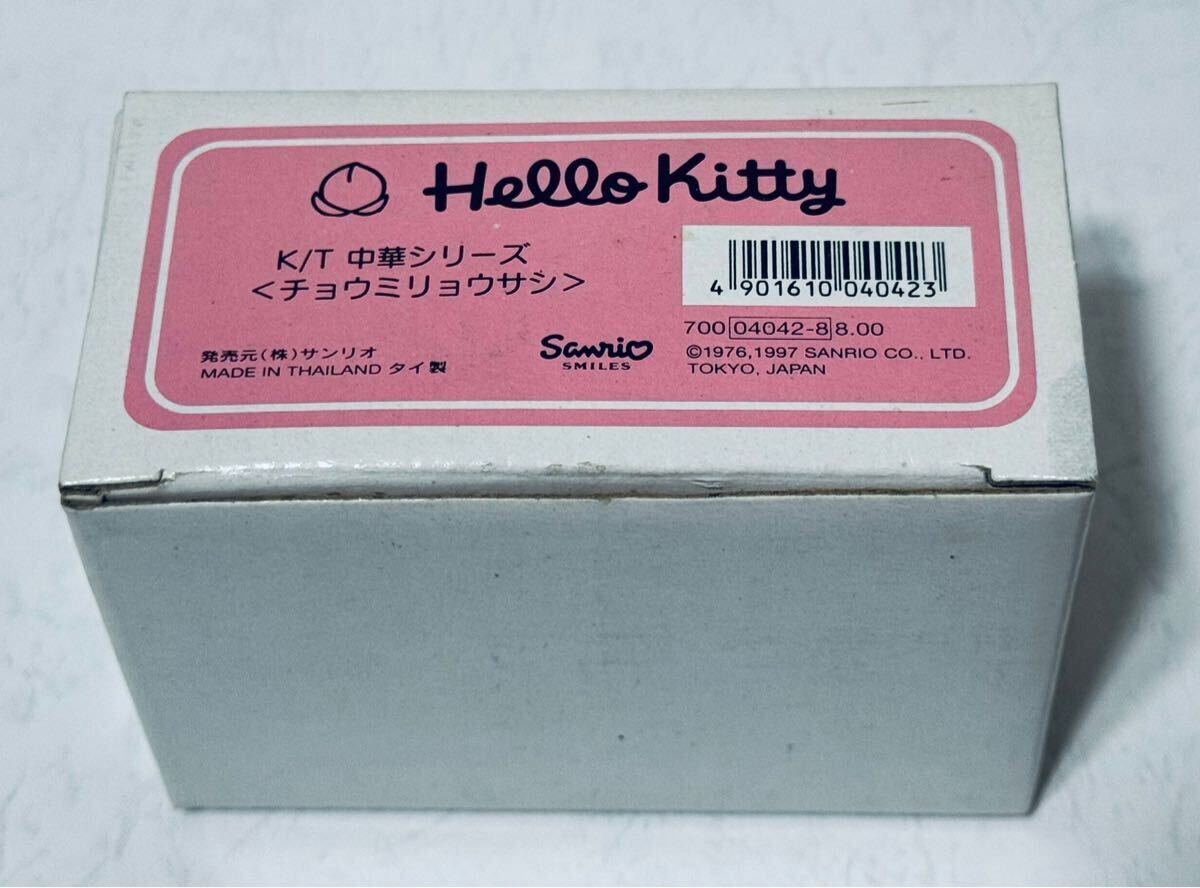 Hello Kitty
K/T 中華シリーズ
<チョウミリョウサシ>
4 901610 040423
700 04042-8 8.00
発売元(株)サンリオ
MADE IN THAILAND タイ製
Sanrio
SMILES
©1976,1997 SANRIO CO., LTD.
TOKYO, JAPAN